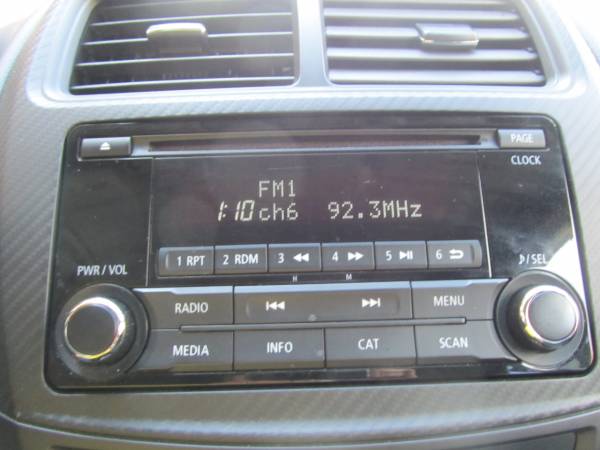 PAGE
CLOCK
FM1
1:10 ch6 92.3MHz
1 RPT 2 RDM 3 4 5 6
H M
PWR / VOL
/ SEL
RADIO MENU
MEDIA INFO CAT SCAN